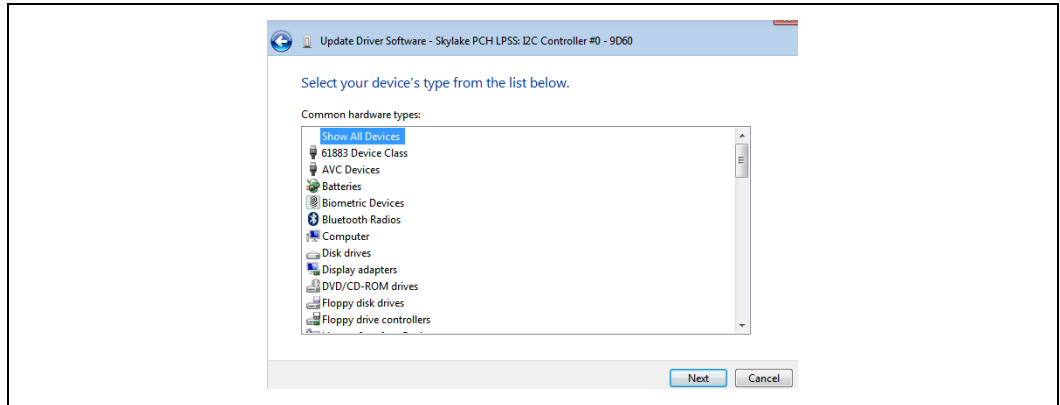 Update Driver Software - Skylake PCH LPSS: I2C Controller #0 - 9D60
Select your device's type from the list below.
Common hardware types:
Show All Devices
61883 Device Class
AVC Devices
Batteries
Biometric Devices
Bluetooth Radios
Computer
Disk drives
Display adapters
DVD/CD-ROM drives
Floppy disk drives
Floppy drive controllers
Next Cancel